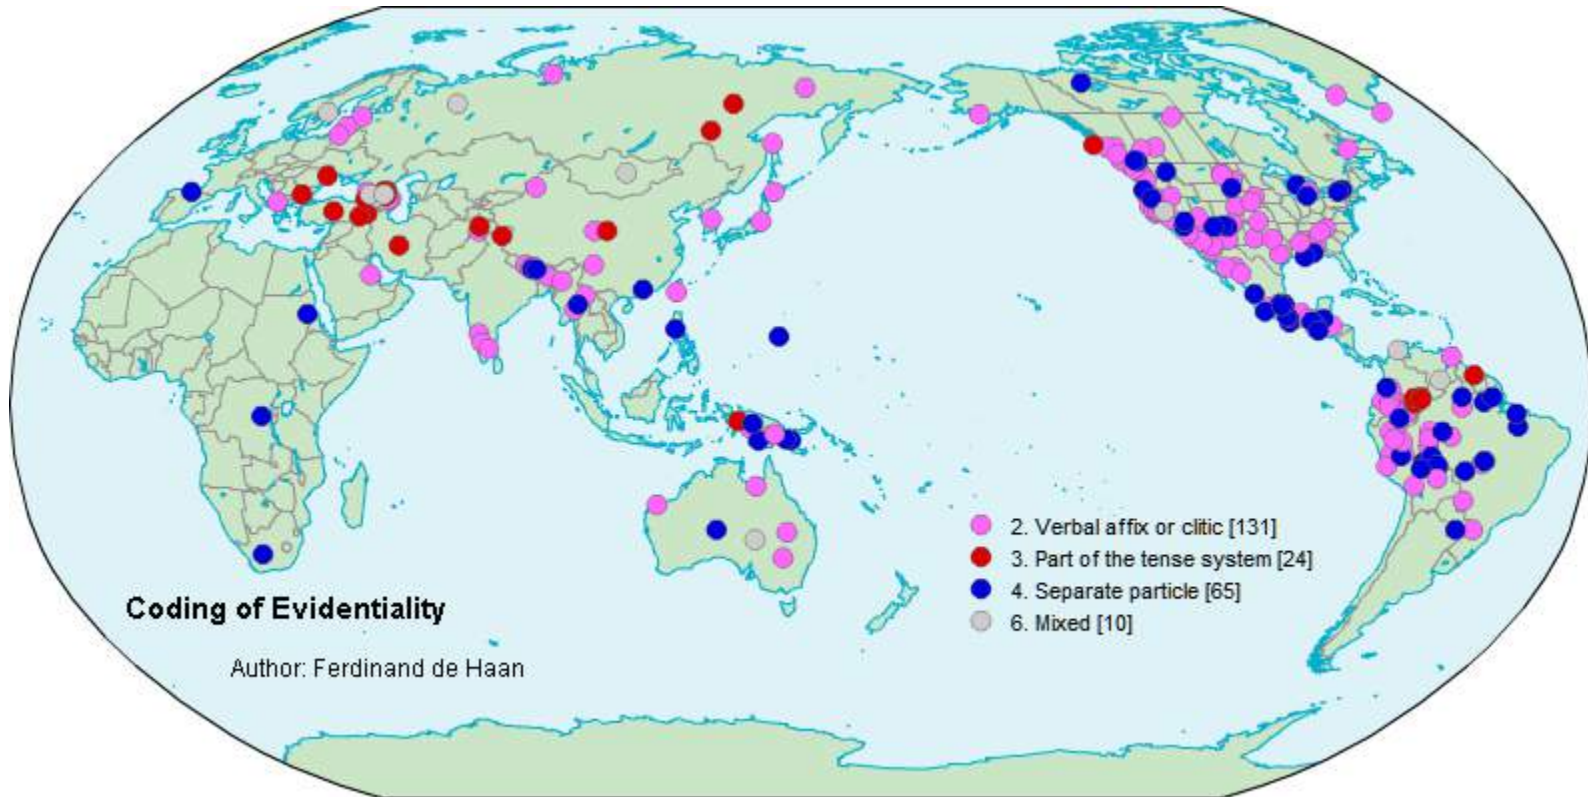 2. Verbal affix or clitic [131]
3. Part of the tense system [24]
4. Separate particle [65]
6. Mixed [10]
Coding of Evidentiality
Author: Ferdinand de Haan